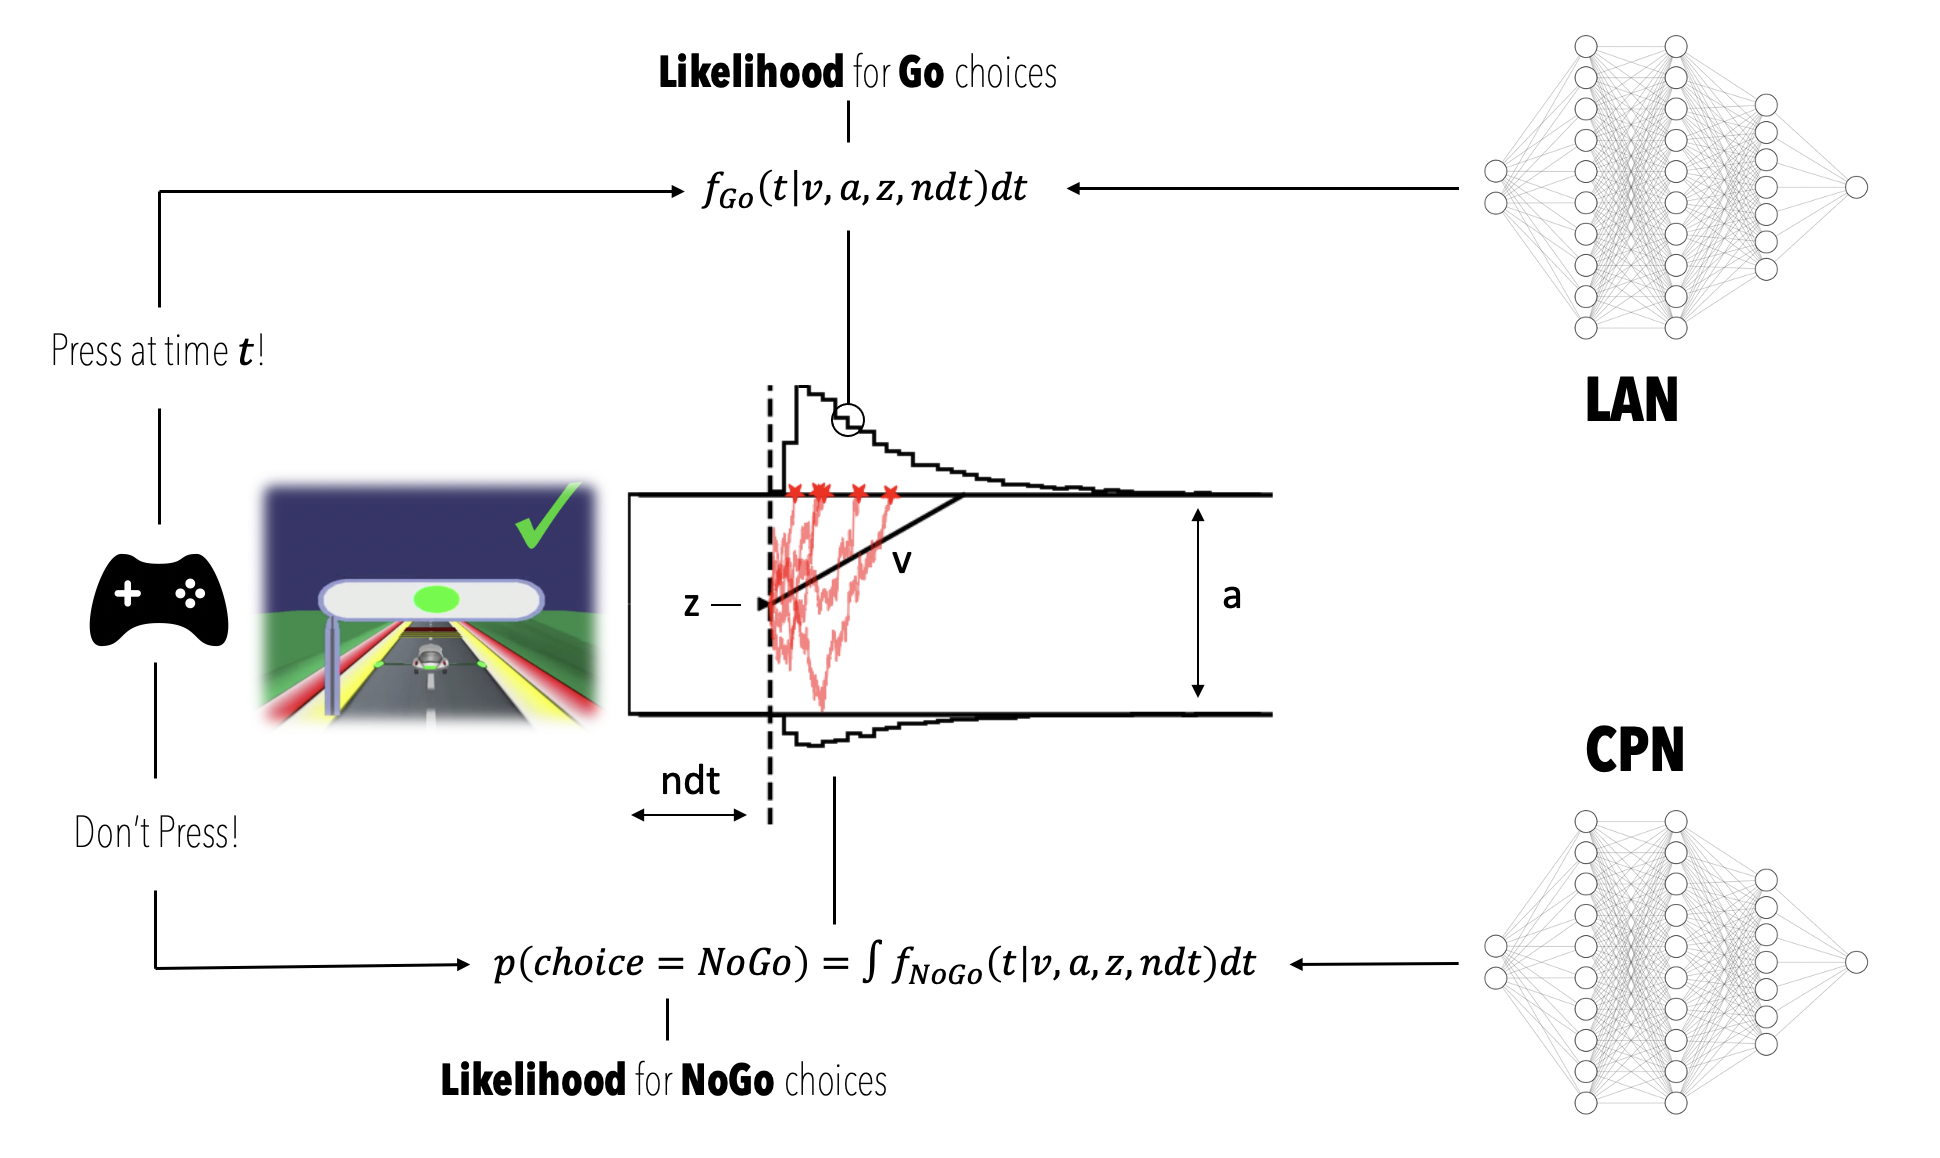 Likelihood for Go choices
f_Go(t|v, a, z, ndt)dt
Press at time t!
LAN
v
z
a
CPN
ndt
Don't Press!
p(choice = NoGo) = ∫ f_NoGo(t|v, a, z, ndt)dt
Likelihood for NoGo choices